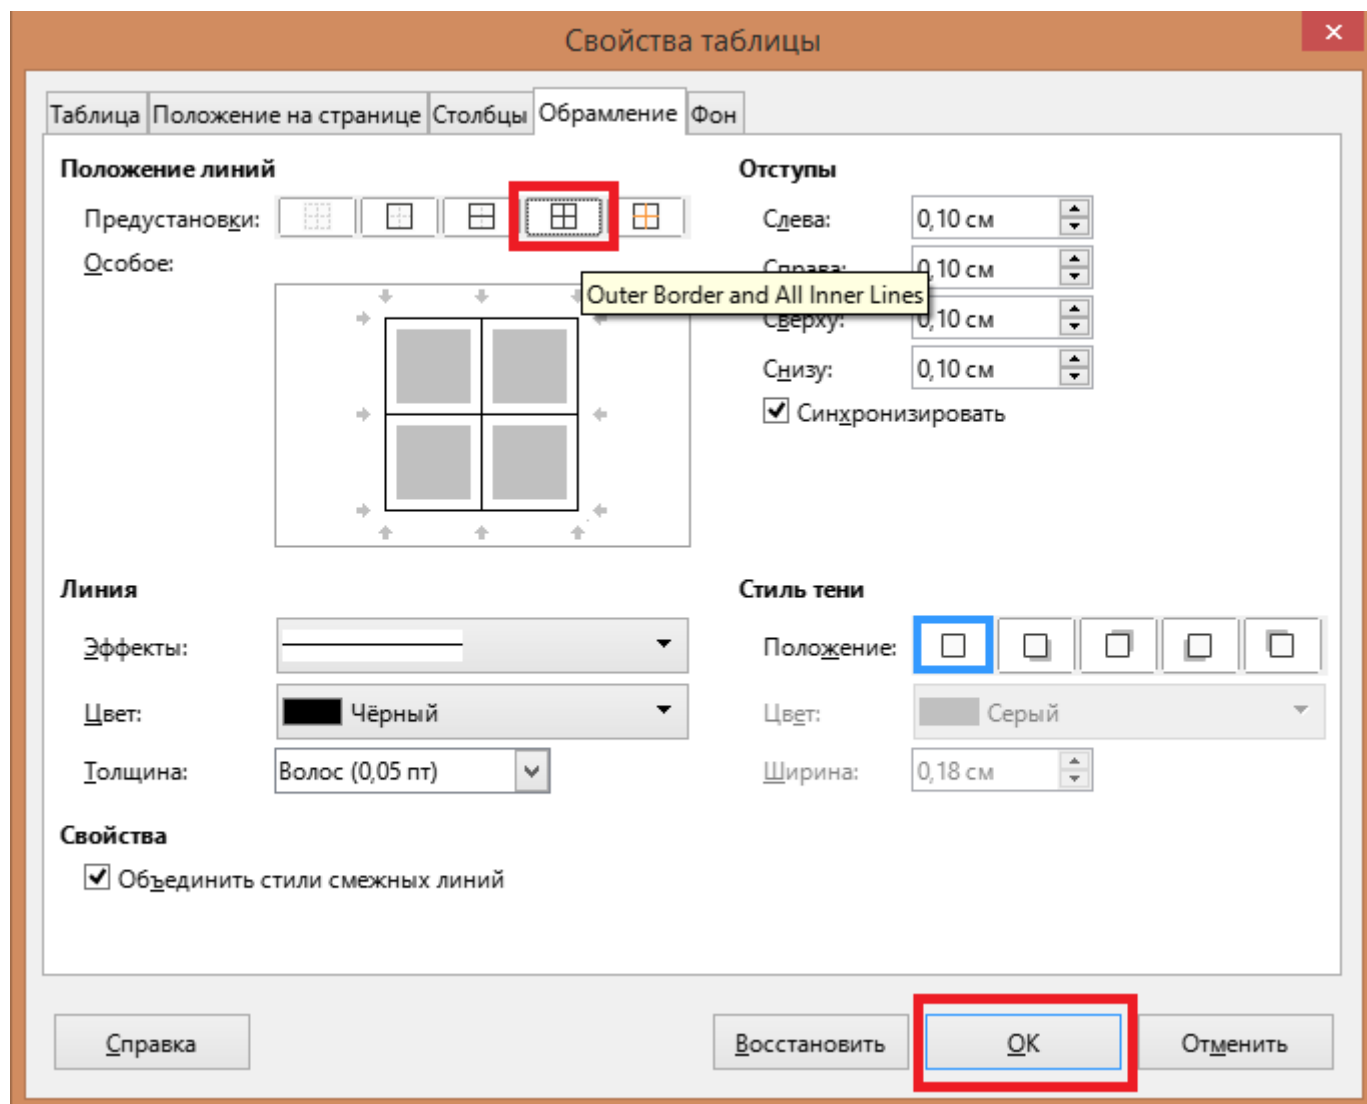 Свойства таблицы
Таблица Положение на странице Столбцы Обрамление Фон
Положение линий
Предустановки:
Особое:
Outer Border and All Inner Lines
Отступы
Слева: 0,10 см
Справа: 0,10 см
Сверху: 0,10 см
Снизу: 0,10 см
Синхронизировать
Линия
Эффекты:
Цвет: Чёрный
Толщина: Волос (0,05 пт)
Стиль тени
Положение:
Цвет: Серый
Ширина: 0,18 см
Свойства
Объединить стили смежных линий
Справка Восстановить OK Отменить